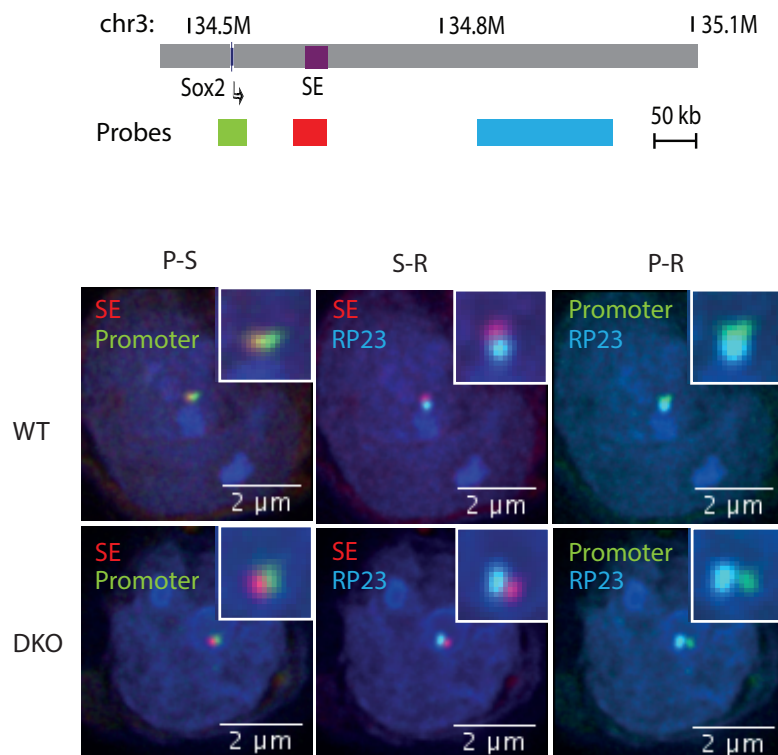 chr3: 34.5M 34.8M 35.1M
Sox2 SE
Probes 50 kb
P-S S-R P-R
WT
SE
Promoter
2 μm
SE
RP23
2 μm
Promoter
RP23
2 μm
DKO
SE
Promoter
2 μm
SE
RP23
2 μm
Promoter
RP23
2 μm